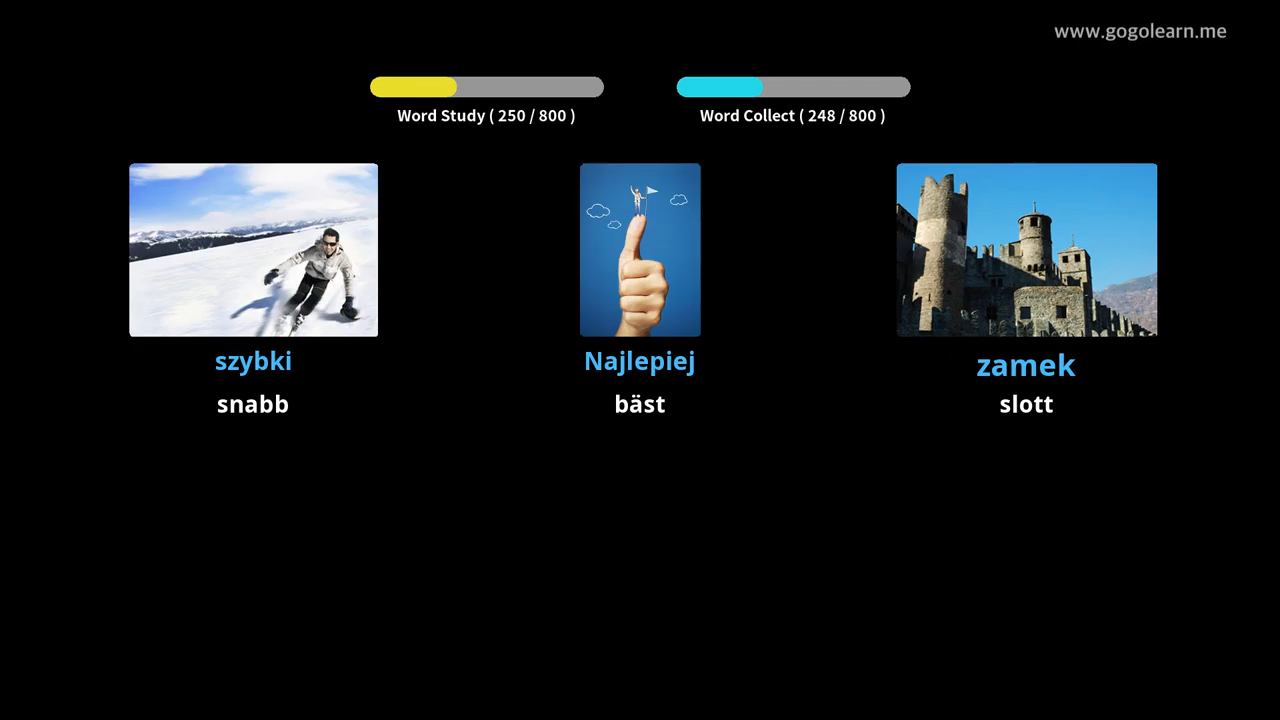 www.gogolearn.me
Word Study ( 250 / 800 )
Word Collect ( 248 / 800 )
szybki
Najlepiej
zamek
snabb
bäst
slott